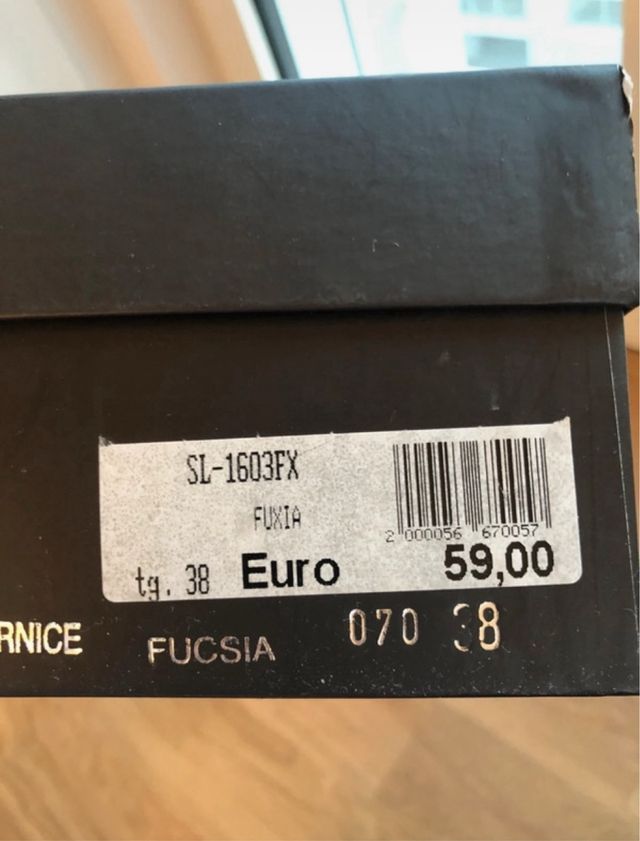 SL-1603FX
FUXIA
2 000056 670057
tg. 38 Euro 59,00
RNICE FUCSIA 070 38